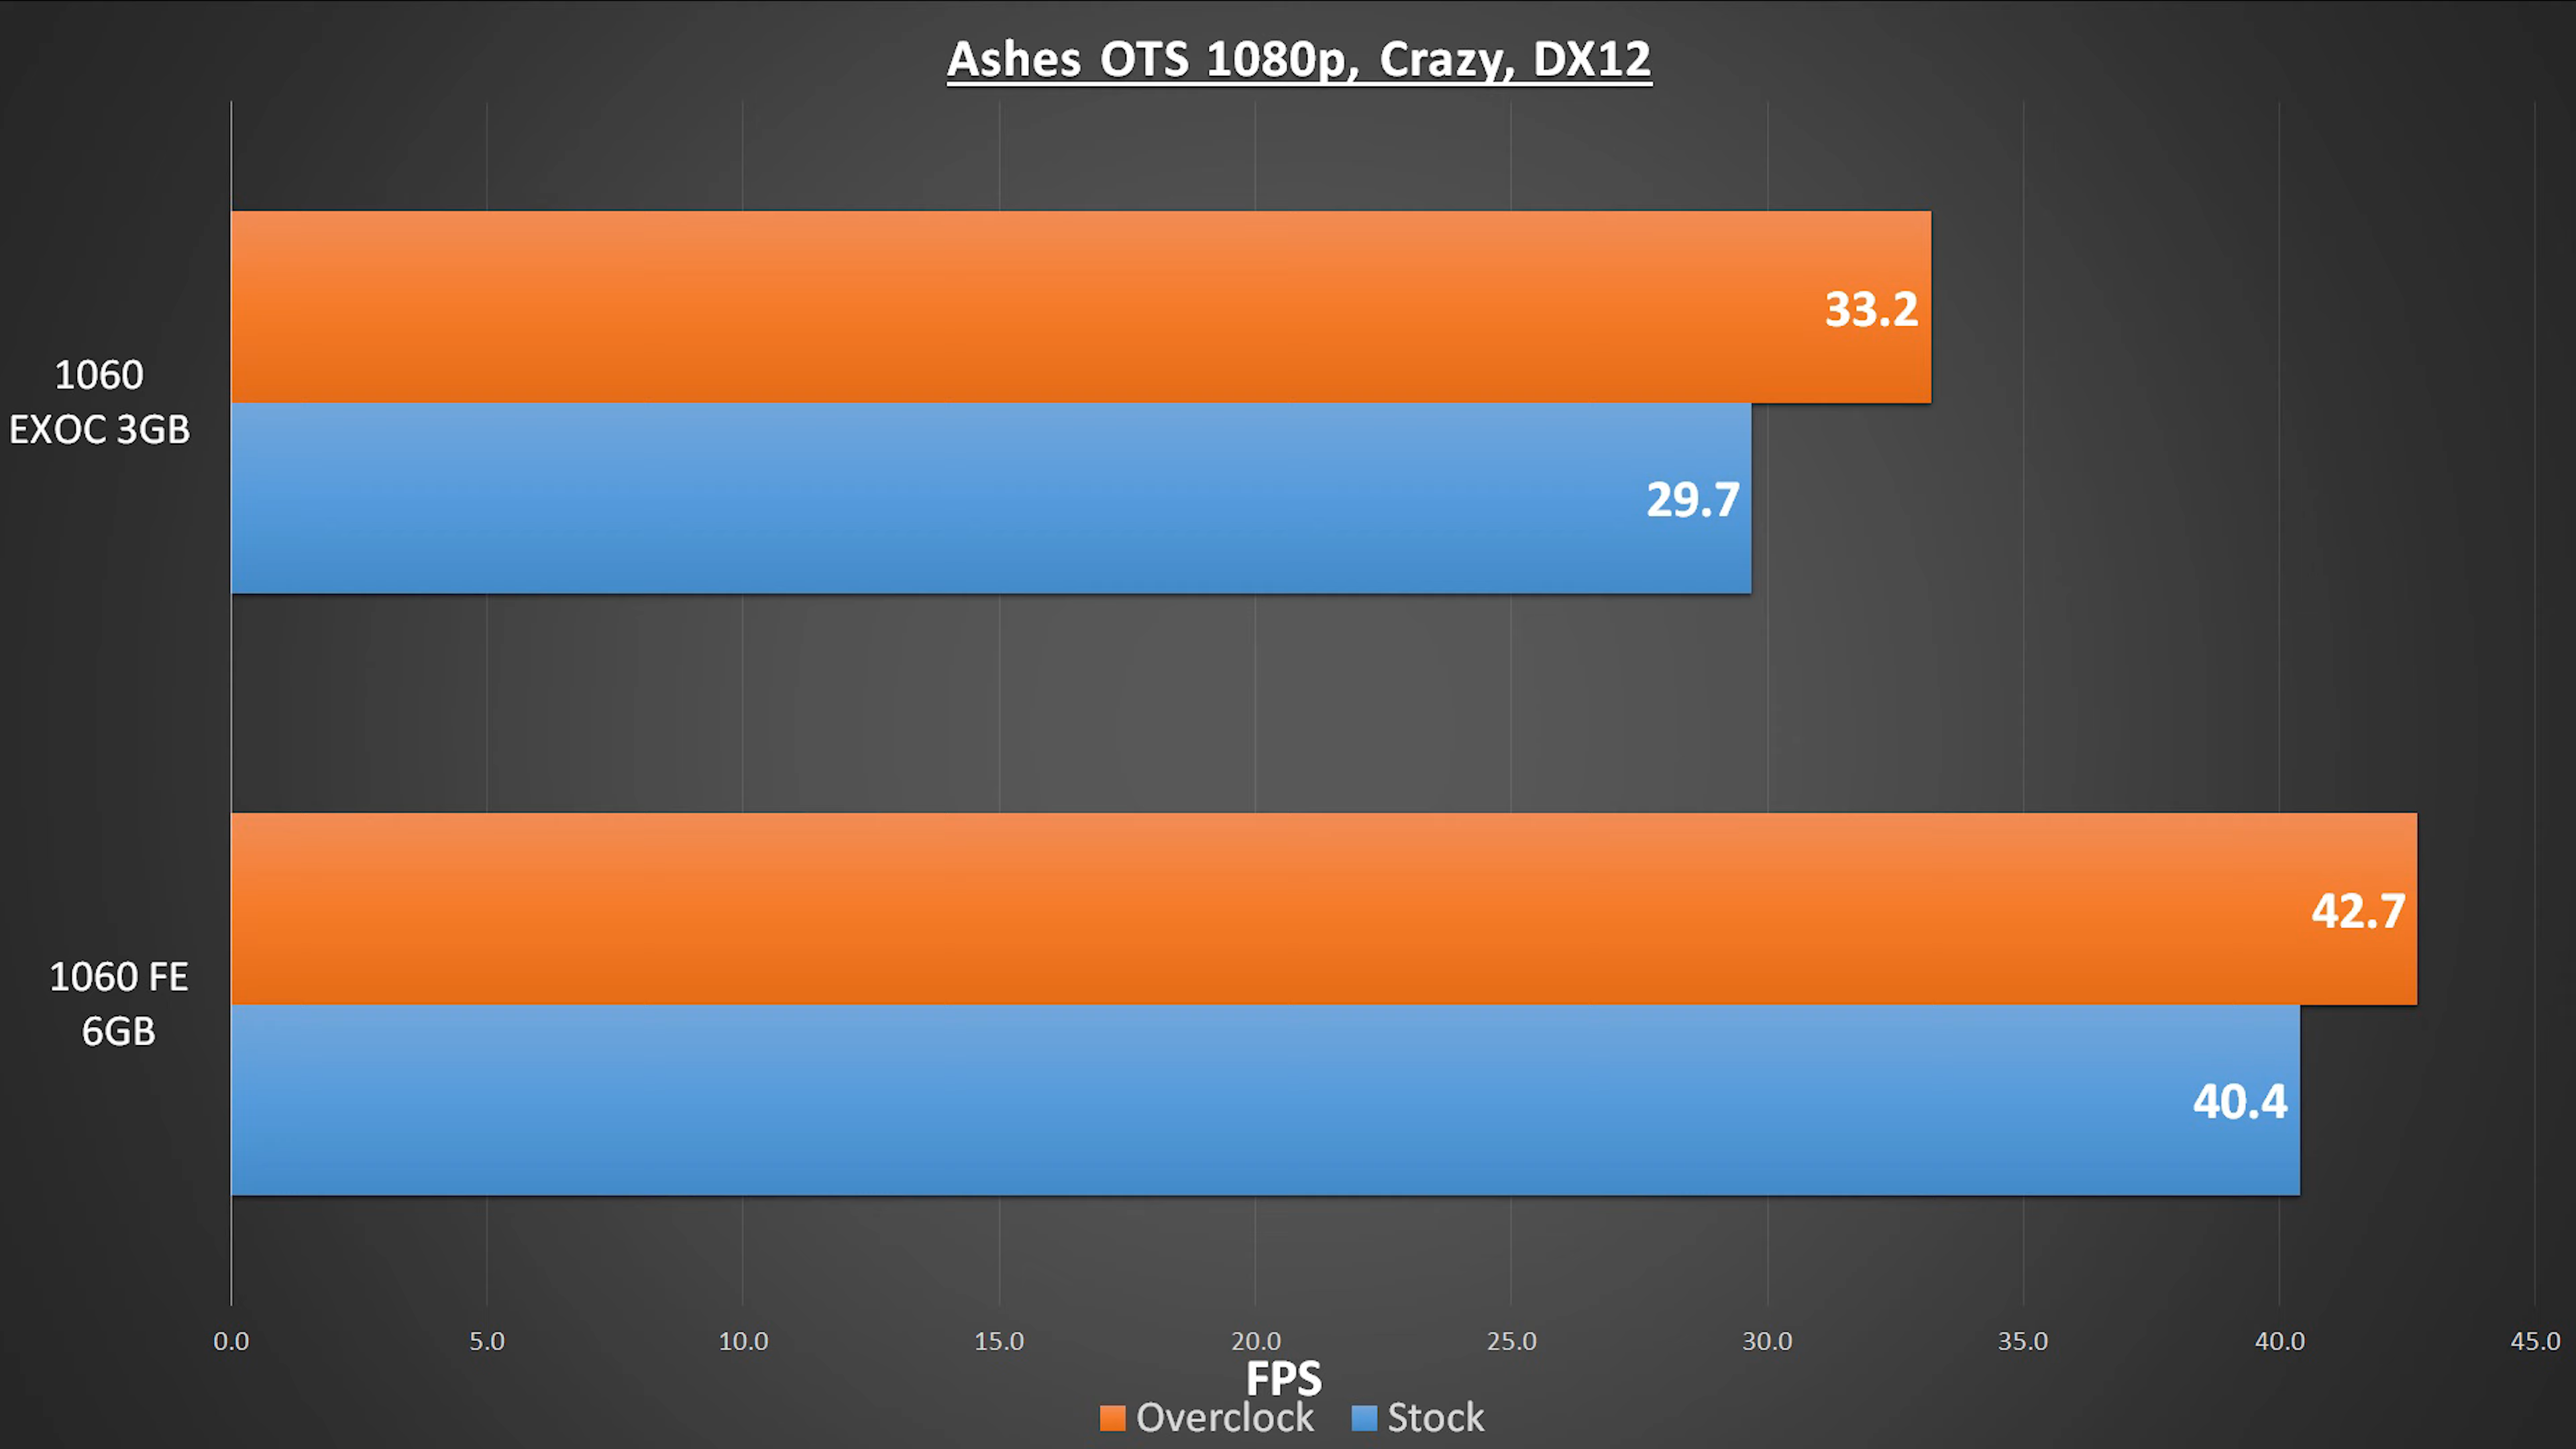 Ashes OTS 1080p, Crazy, DX12
1060
EXOC 3GB
33.2
29.7
1060 FE
6GB
42.7
40.4
0.0 5.0 10.0 15.0 20.0 25.0 30.0 35.0 40.0 45.0
FPS
Overclock Stock